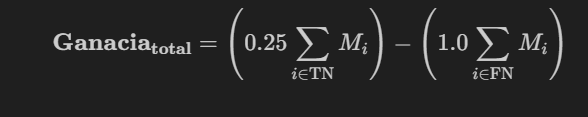 Ganacia_total = (0.25 ∑_{i∈TN} M_i) − (1.0 ∑_{i∈FN} M_i)